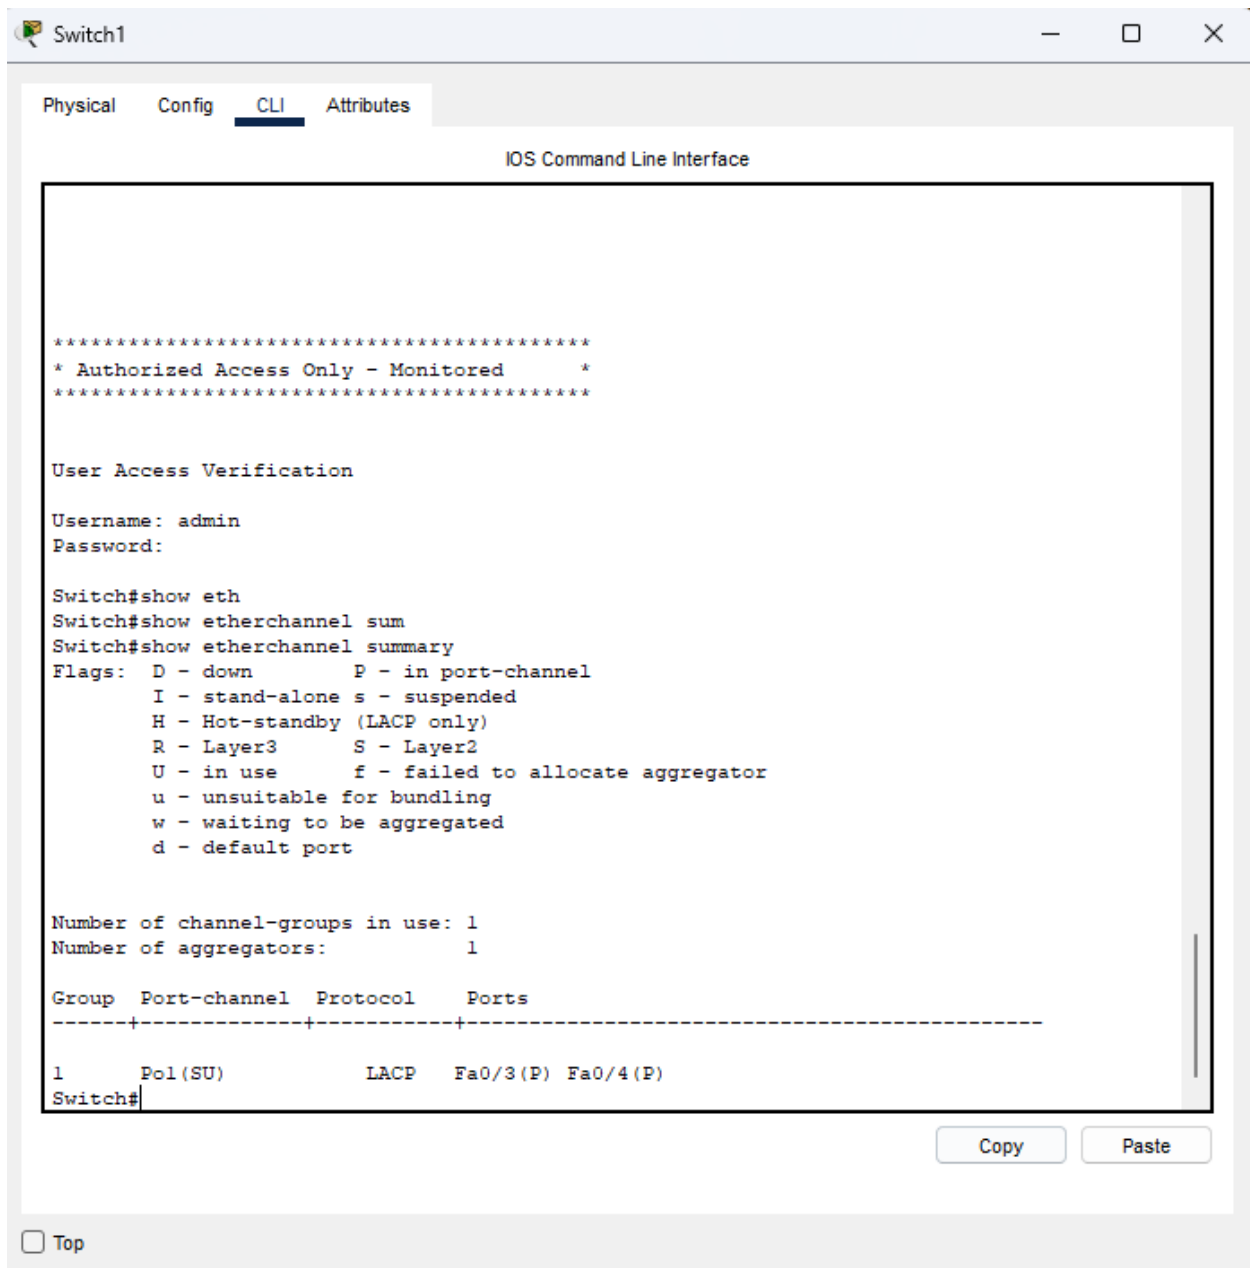 Switch1
Physical Config CLI Attributes
IOS Command Line Interface
*******************************************
* Authorized Access Only - Monitored      *
*******************************************
User Access Verification
Username: admin
Password:
Switch#show eth
Switch#show etherchannel sum
Switch#show etherchannel summary
Flags:  D - down        P - in port-channel
        I - stand-alone s - suspended
        H - Hot-standby (LACP only)
        R - Layer3      S - Layer2
        U - in use      f - failed to allocate aggregator
        u - unsuitable for bundling
        w - waiting to be aggregated
        d - default port
Number of channel-groups in use: 1
Number of aggregators:           1
Group  Port-channel  Protocol    Ports
------+-------------+-----------+----------------------------------------------
1      Po1(SU)           LACP   Fa0/3(P) Fa0/4(P)
Switch#
Copy Paste
Top